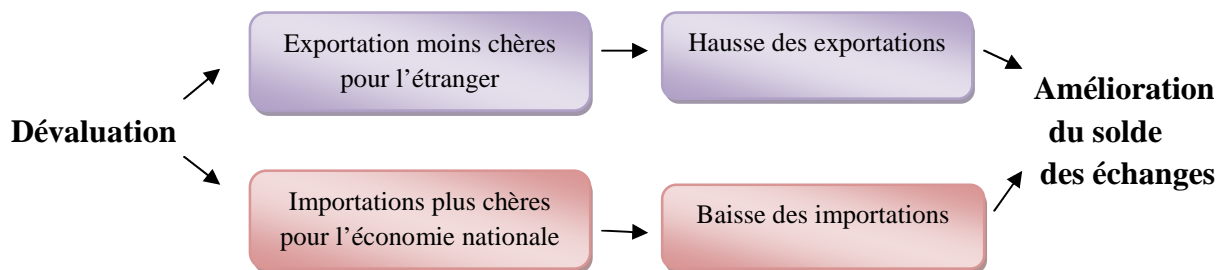 Dévaluation
Exportation moins chères
pour l’étranger
Hausse des exportations
Importations plus chères
pour l’économie nationale
Baisse des importations
Amélioration
du solde
des échanges